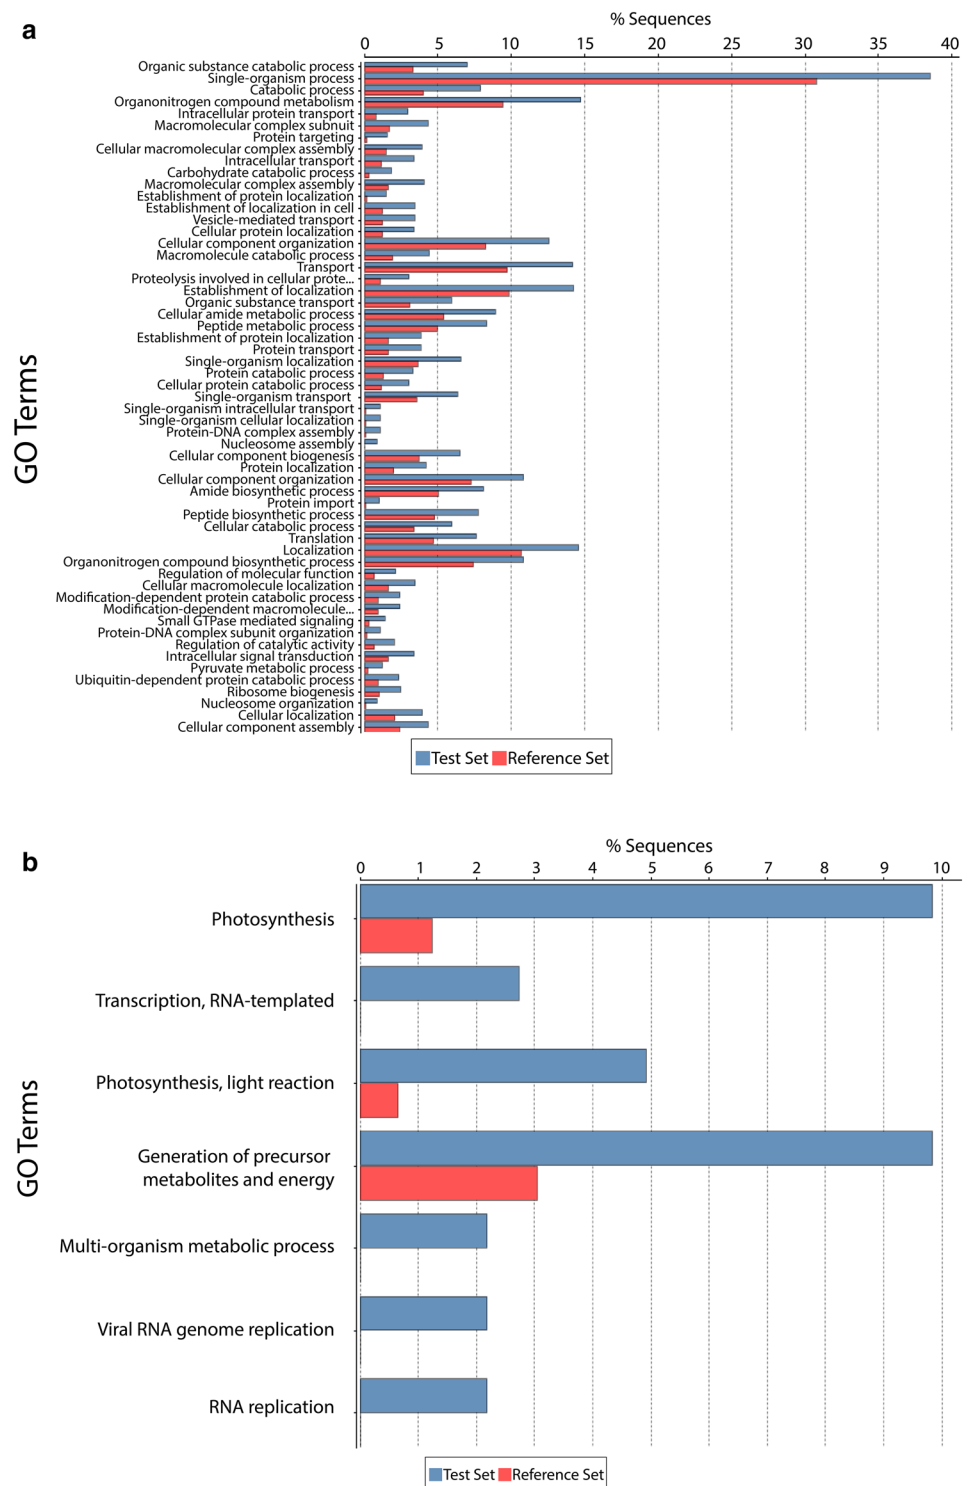 a
% Sequences
0 5 10 15 20 25 30 35 40
Organic substance catabolic process
Single-organism process
Catabolic process
Organonitrogen compound metabolism
Intracellular protein transport
Macromolecular complex subnuit
Protein targeting
Cellular macromolecular complex assembly
Intracellular transport
Carbohydrate catabolic process
Macromolecular complex assembly
Establishment of protein localization
Establishment of localization in cell
Vesicle-mediated transport
Cellular protein localization
Cellular component organization
Macromolecule catabolic process
Transport
Proteolysis involved in cellular prote...
Establishment of localization
Organic substance transport
Cellular amide metabolic process
Peptide metabolic process
Establishment of protein localization
Protein transport
Single-organism localization
Protein catabolic process
Cellular protein catabolic process
Single-organism transport
Single-organism intracellular transport
Single-organism cellular localization
Protein-DNA complex assembly
Nucleosome assembly
Cellular component biogenesis
Protein localization
Cellular component organization
Amide biosynthetic process
Protein import
Peptide biosynthetic process
Cellular catabolic process
Translation
Localization
Organonitrogen compound biosynthetic process
Regulation of molecular function
Cellular macromolecule localization
Modification-dependent protein catabolic process
Modification-dependent macromolecule...
Small GTPase mediated signaling
Protein-DNA complex subunit organization
Regulation of catalytic activity
Intracellular signal transduction
Pyruvate metabolic process
Ubiquitin-dependent protein catabolic process
Ribosome biogenesis
Nucleosome organization
Cellular localization
Cellular component assembly
GO Terms
Test Set Reference Set
b
% Sequences
0 1 2 3 4 5 6 7 8 9 10
Photosynthesis
Transcription, RNA-templated
Photosynthesis, light reaction
Generation of precursor
metabolites and energy
Multi-organism metabolic process
Viral RNA genome replication
RNA replication
GO Terms
Test Set Reference Set